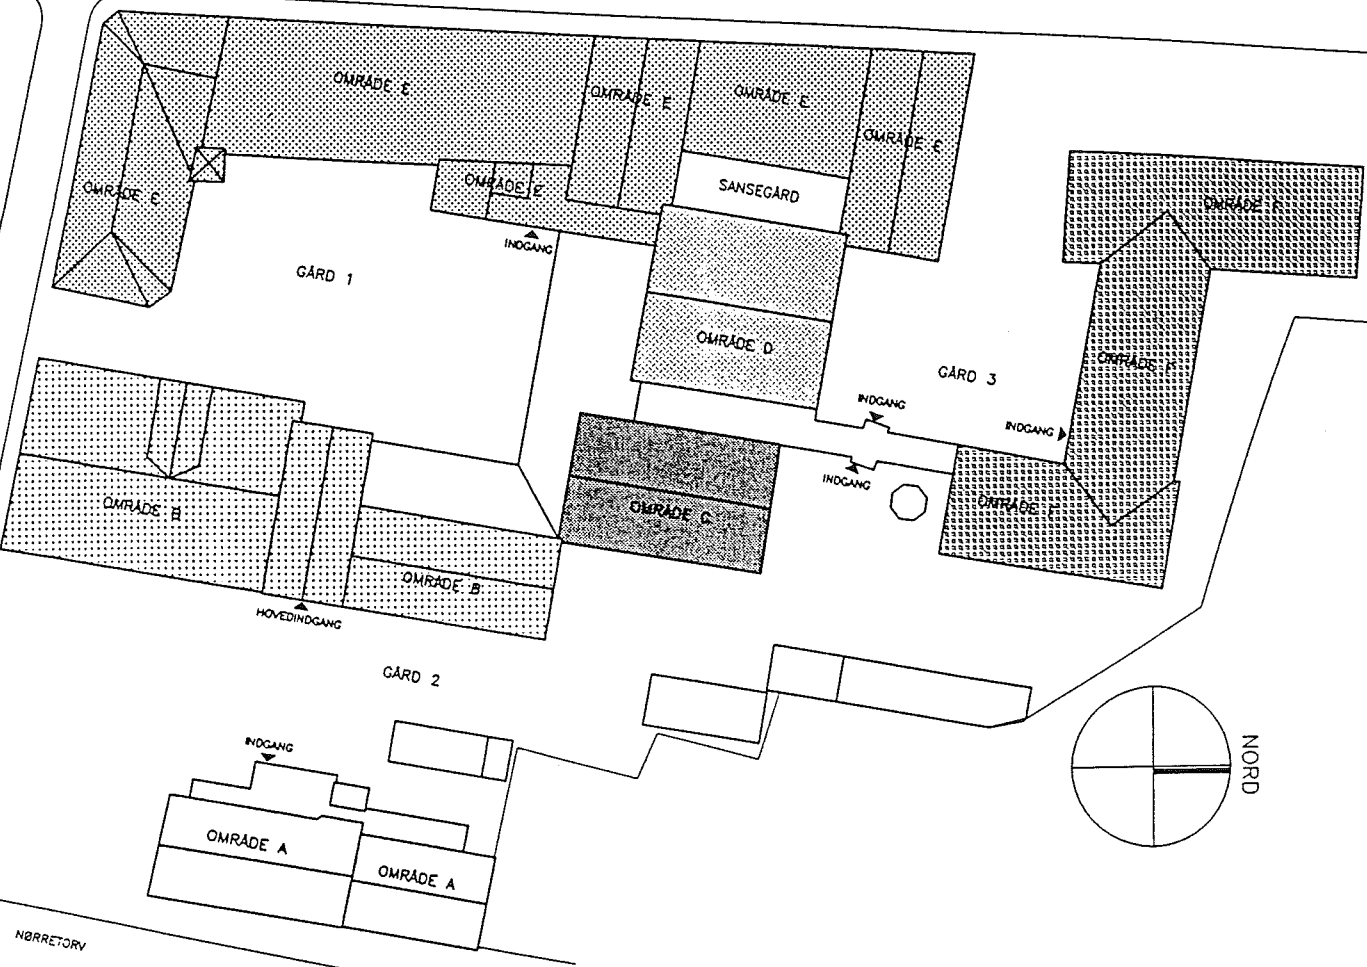 OMRÅDE E
OMRÅDE E
OMRÅDE E
OMRÅDE E
OMRÅDE E
OMRÅDE E
SANSEGÅRD
OMRÅDE F
INDGANG
GÅRD 1
OMRÅDE D
OMRÅDE F
GÅRD 3
INDGANG
INDGANG
INDGANG
OMRÅDE B
OMRÅDE C
OMRÅDE F
OMRÅDE B
HOVEDINDGANG
GÅRD 2
INDGANG
NORD
OMRÅDE A
OMRÅDE A
NØRRETORV